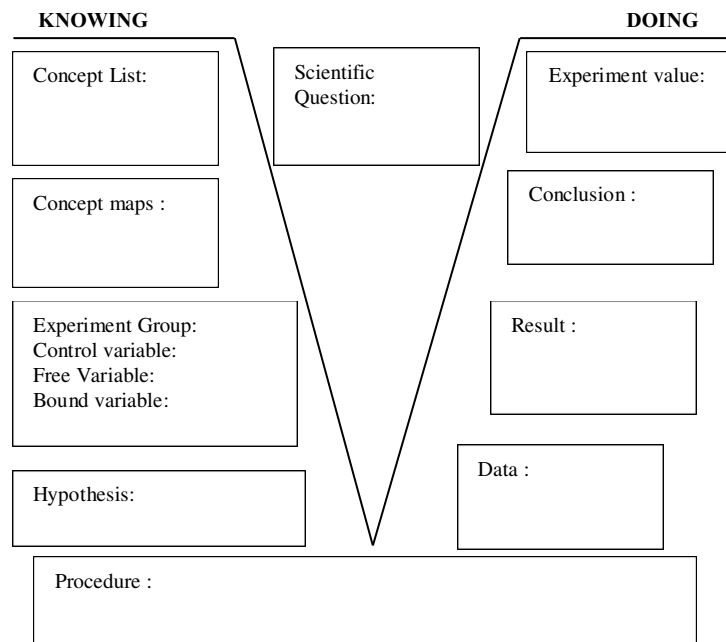 KNOWING
DOING
Concept List:
Scientific
Question:
Experiment value:
Concept maps :
Conclusion :
Experiment Group:
Control variable:
Free Variable:
Bound variable:
Result :
Hypothesis:
Data :
Procedure :